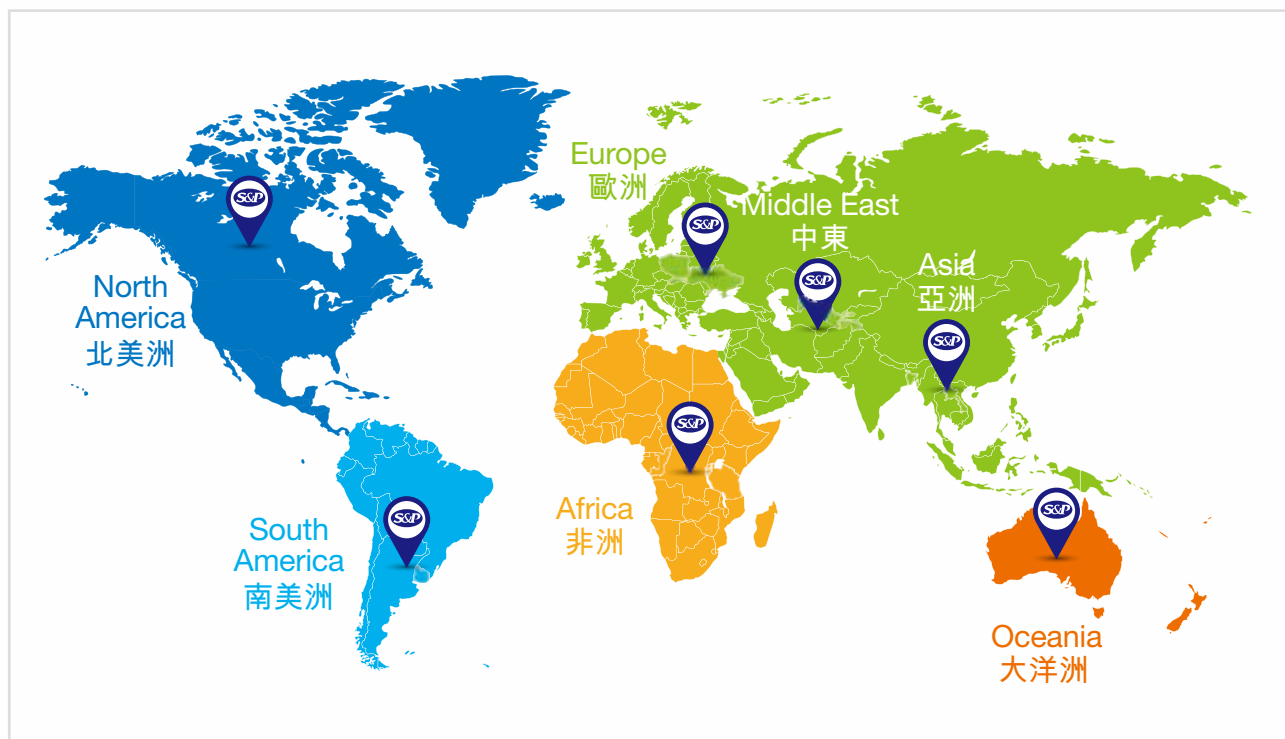 Europe
歐洲
S&P
S&P
Middle East
中東
S&P
Asia
亞洲
S&P
North
America
北美洲
S&P
Africa
非洲
S&P
South
America
南美洲
S&P
Oceania
大洋洲